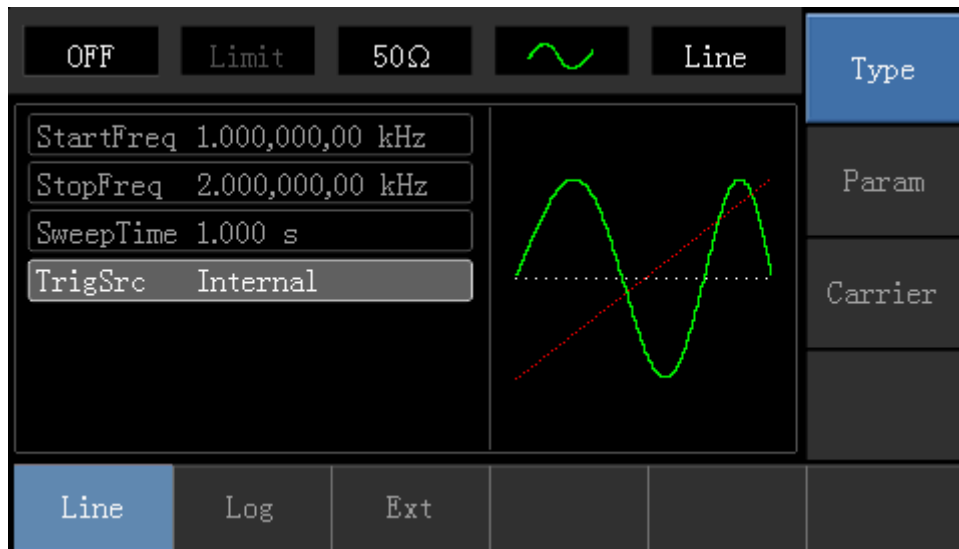 OFF Limit 50Ω Line
Type
StartFreq 1.000,000,00 kHz
StopFreq 2.000,000,00 kHz
Param
SweepTime 1.000 s
TrigSrc Internal
Carrier
Line Log Ext